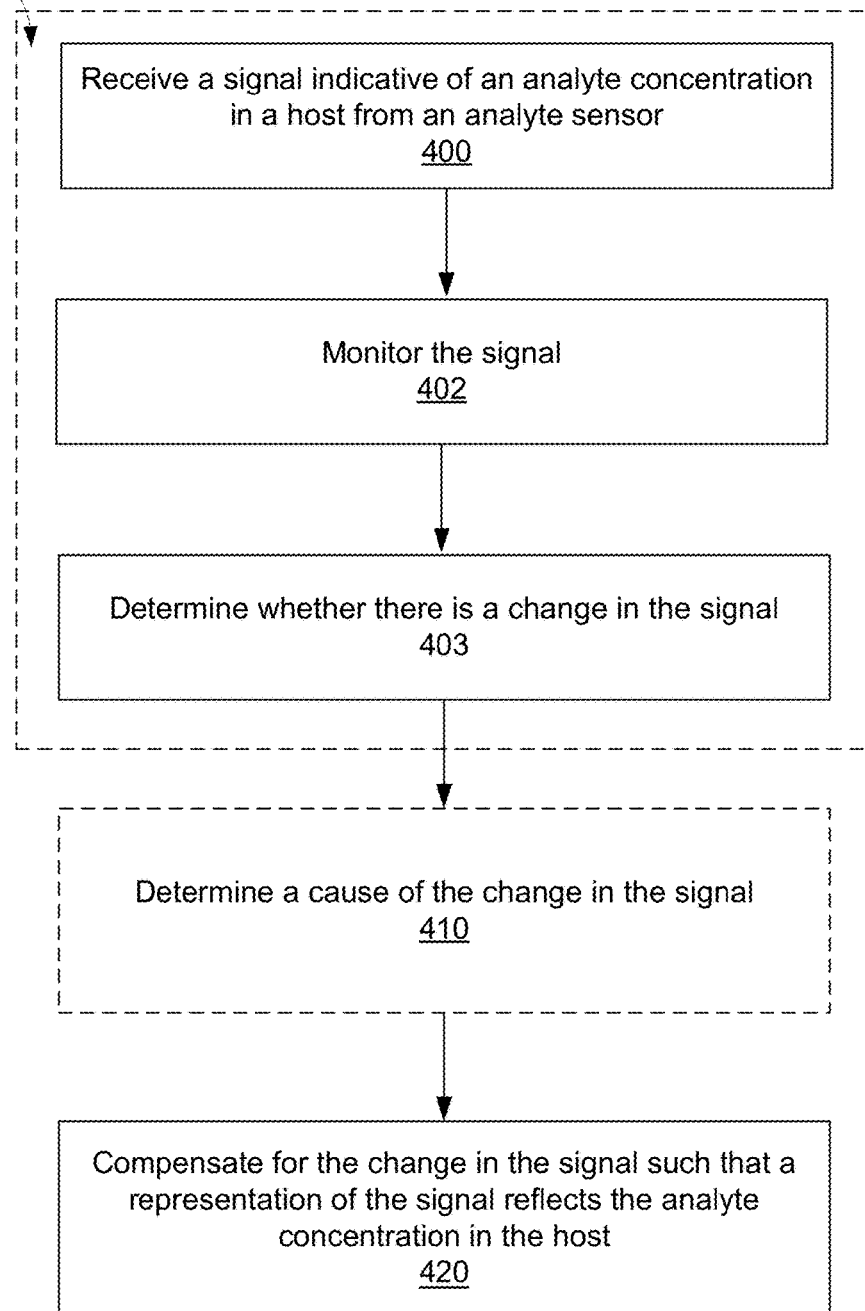 Receive a signal indicative of an analyte concentration
in a host from an analyte sensor
400
Monitor the signal
402
Determine whether there is a change in the signal
403
Determine a cause of the change in the signal
410
Compensate for the change in the signal such that a
representation of the signal reflects the analyte
concentration in the host
420